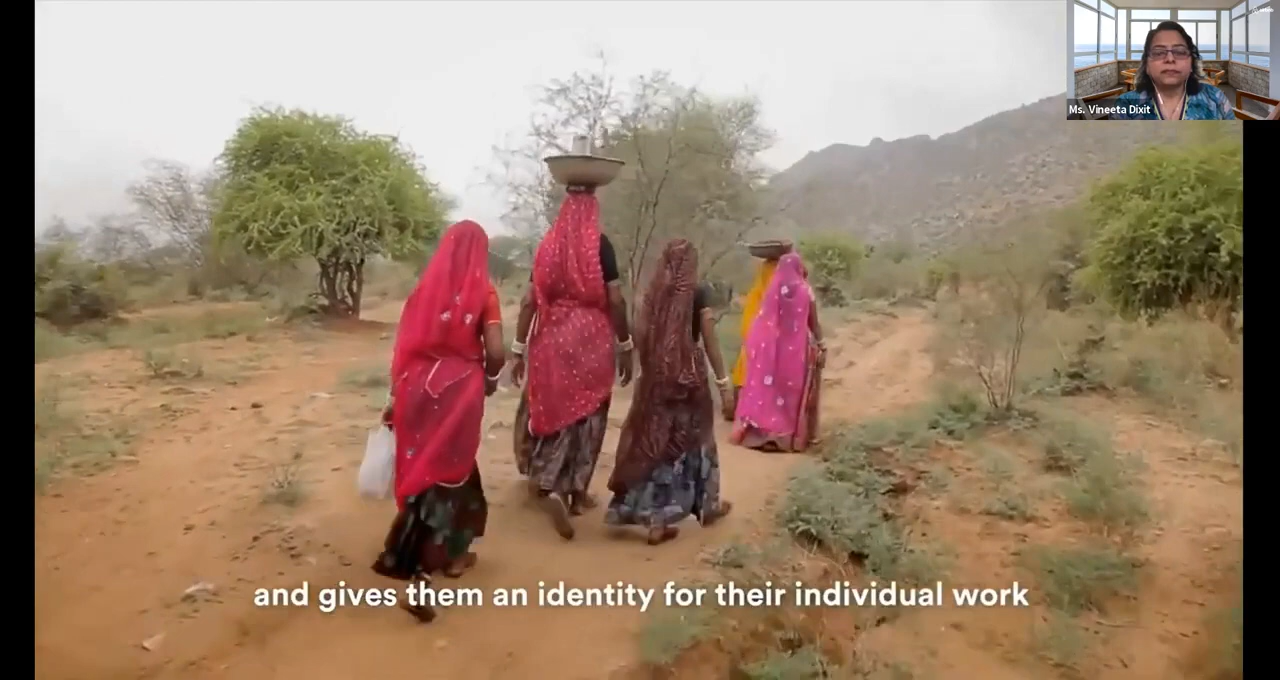 Ms. Vineeta Dixit
and gives them an identity for their individual work